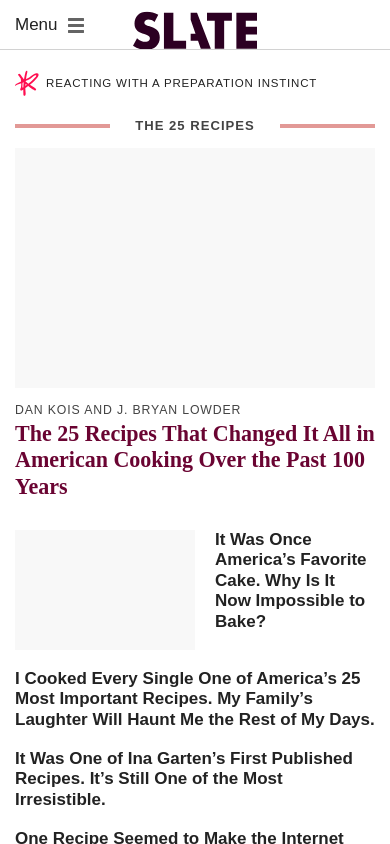 Menu
SLATE
REACTING WITH A PREPARATION INSTINCT
THE 25 RECIPES
DAN KOIS AND J. BRYAN LOWDER
The 25 Recipes That Changed It All in
American Cooking Over the Past 100
Years
It Was Once
America’s Favorite
Cake. Why Is It
Now Impossible to
Bake?
I Cooked Every Single One of America’s 25
Most Important Recipes. My Family’s
Laughter Will Haunt Me the Rest of My Days.
It Was One of Ina Garten’s First Published
Recipes. It’s Still One of the Most
Irresistible.
One Recipe Seemed to Make the Internet